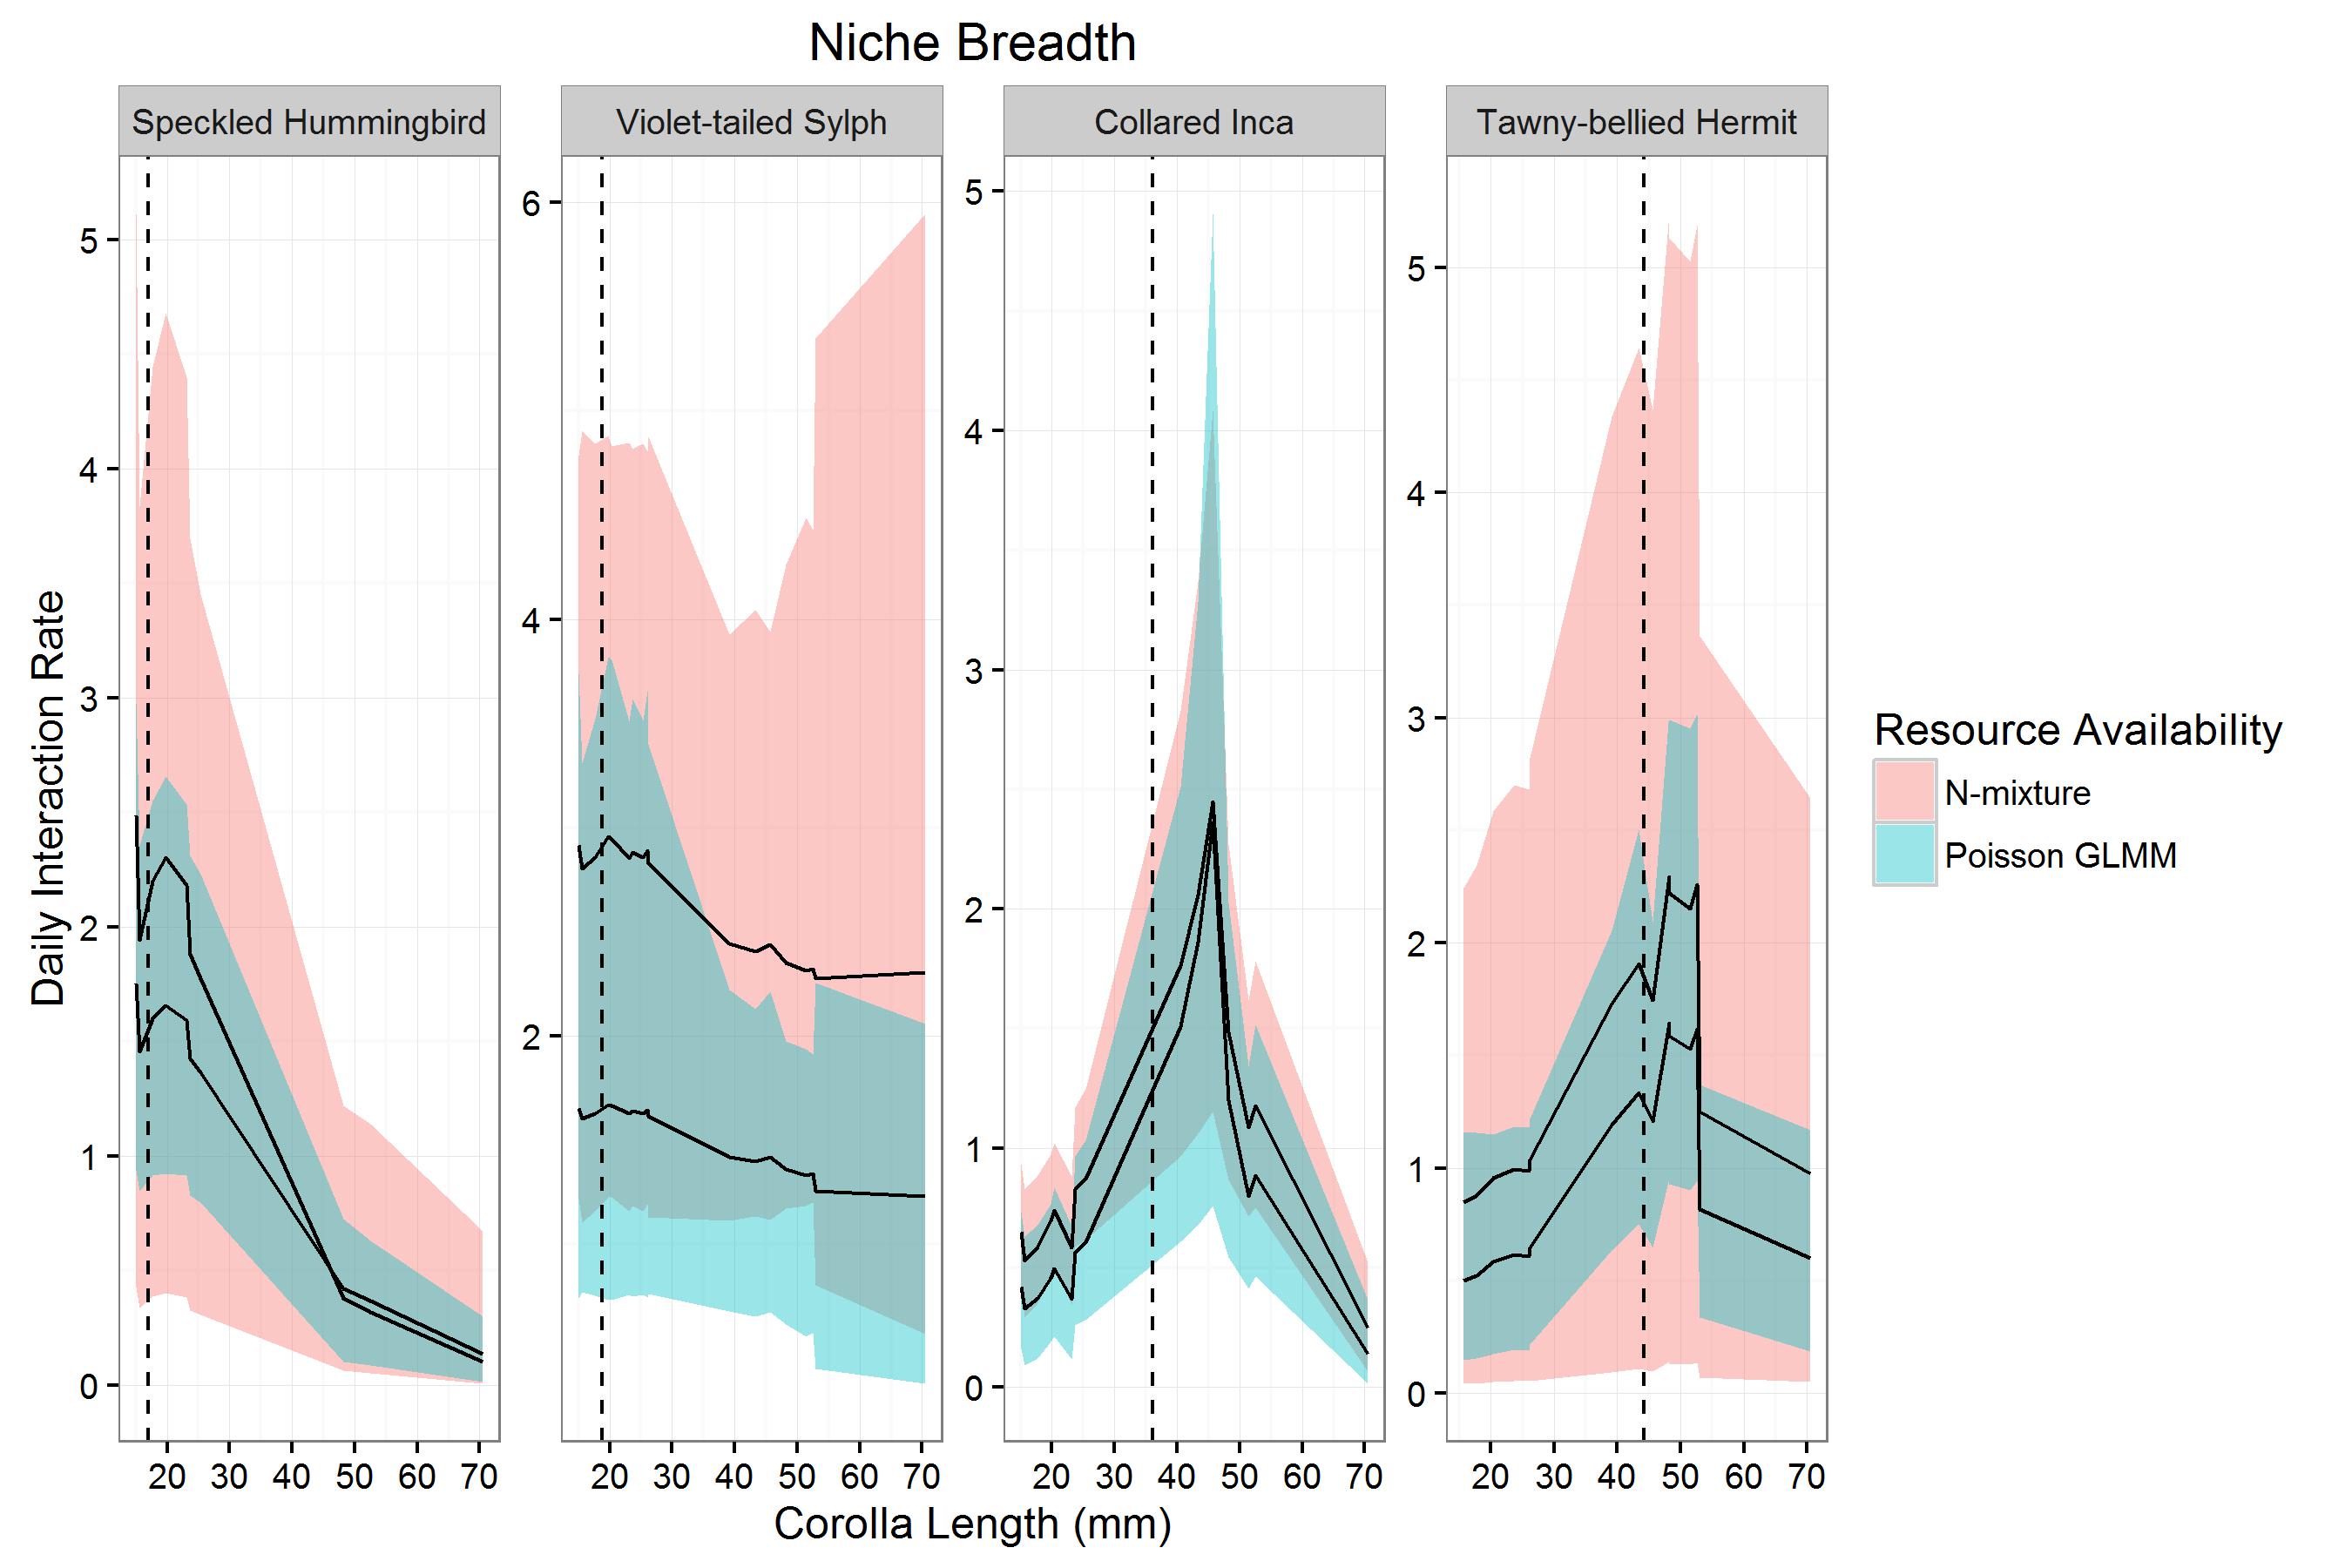 Niche Breadth
Speckled Hummingbird
Violet-tailed Sylph
Collared Inca
Tawny-bellied Hermit
Daily Interaction Rate
5
4
3
2
1
0
6
4
2
5
4
3
2
1
0
5
4
3
2
1
0
20 30 40 50 60 70
20 30 40 50 60 70
20 30 40 50 60 70
20 30 40 50 60 70
Corolla Length (mm)
Resource Availability
N-mixture
Poisson GLMM